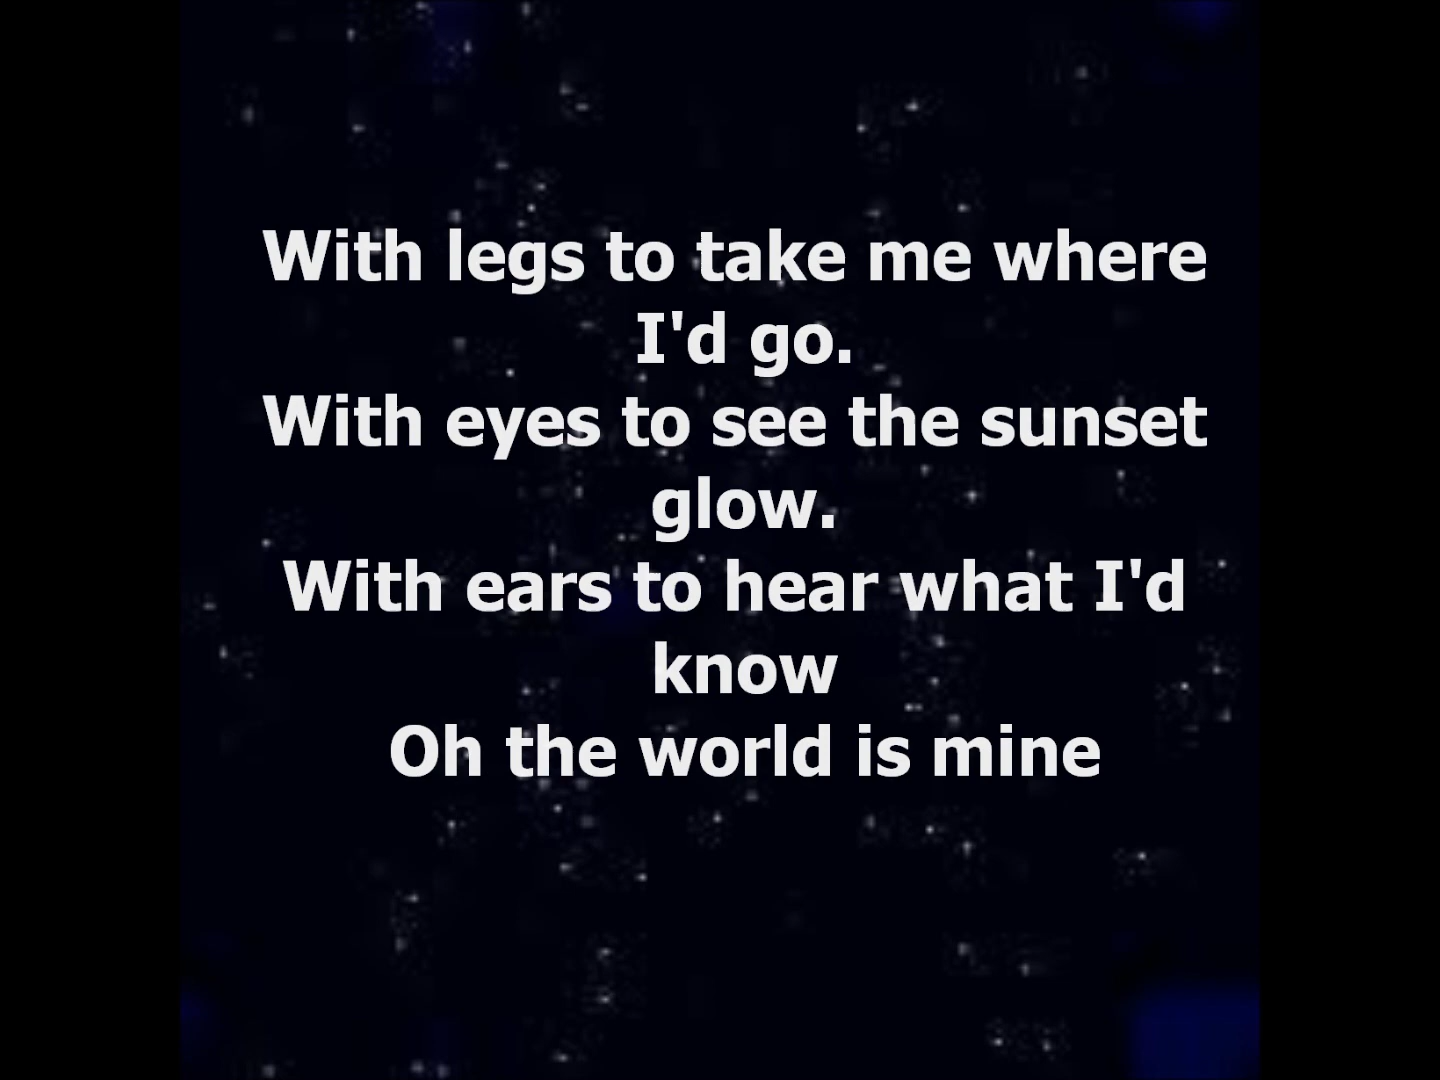 With legs to take me where
I'd go.
With eyes to see the sunset
glow.
With ears to hear what I'd
know
Oh the world is mine